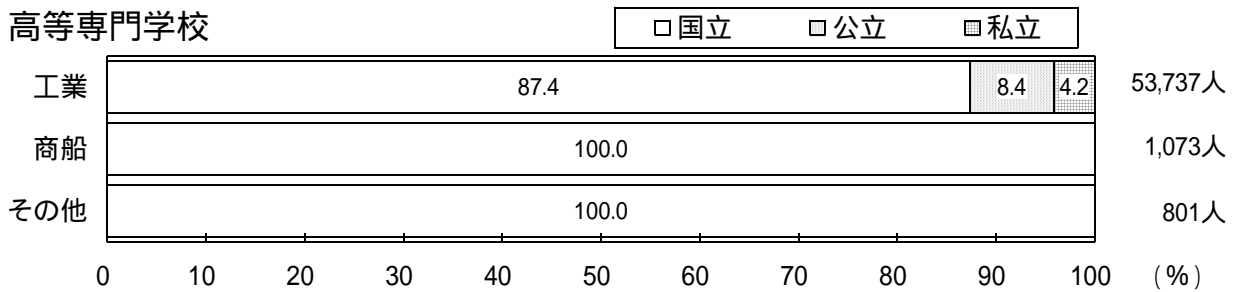 高等専門学校
□国立 □公立 □私立
工業 87.4 8.4 4.2 53,737人
商船 100.0 1,073人
その他 100.0 801人
0 10 20 30 40 50 60 70 80 90 100 (%)